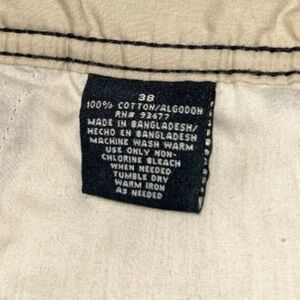 38
100% COTTON/ALGODON
RN# 93677
MADE IN BANGLADESH/
HECHO EN BANGLADESH
MACHINE WASH WARM
USE ONLY NON-
CHLORINE BLEACH
WHEN NEEDED
TUMBLE DRY
WARM IRON
AS NEEDED